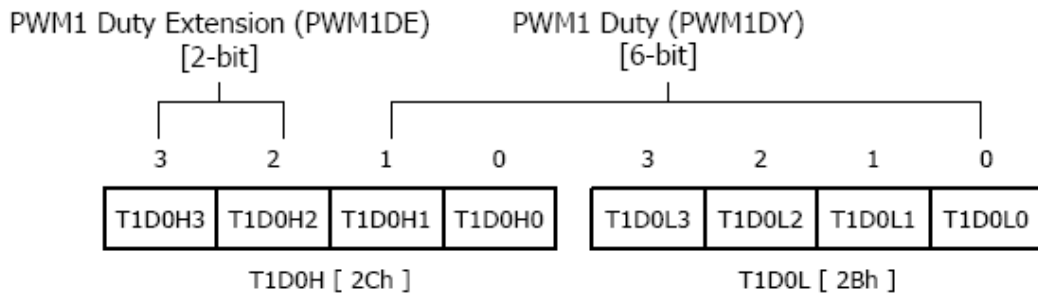 PWM1 Duty Extension (PWM1DE) PWM1 Duty (PWM1DY)
[2-bit] [6-bit]
3 2 1 0 3 2 1 0
T1D0H3 T1D0H2 T1D0H1 T1D0H0 T1D0L3 T1D0L2 T1D0L1 T1D0L0
T1D0H [ 2Ch ] T1D0L [ 2Bh ]